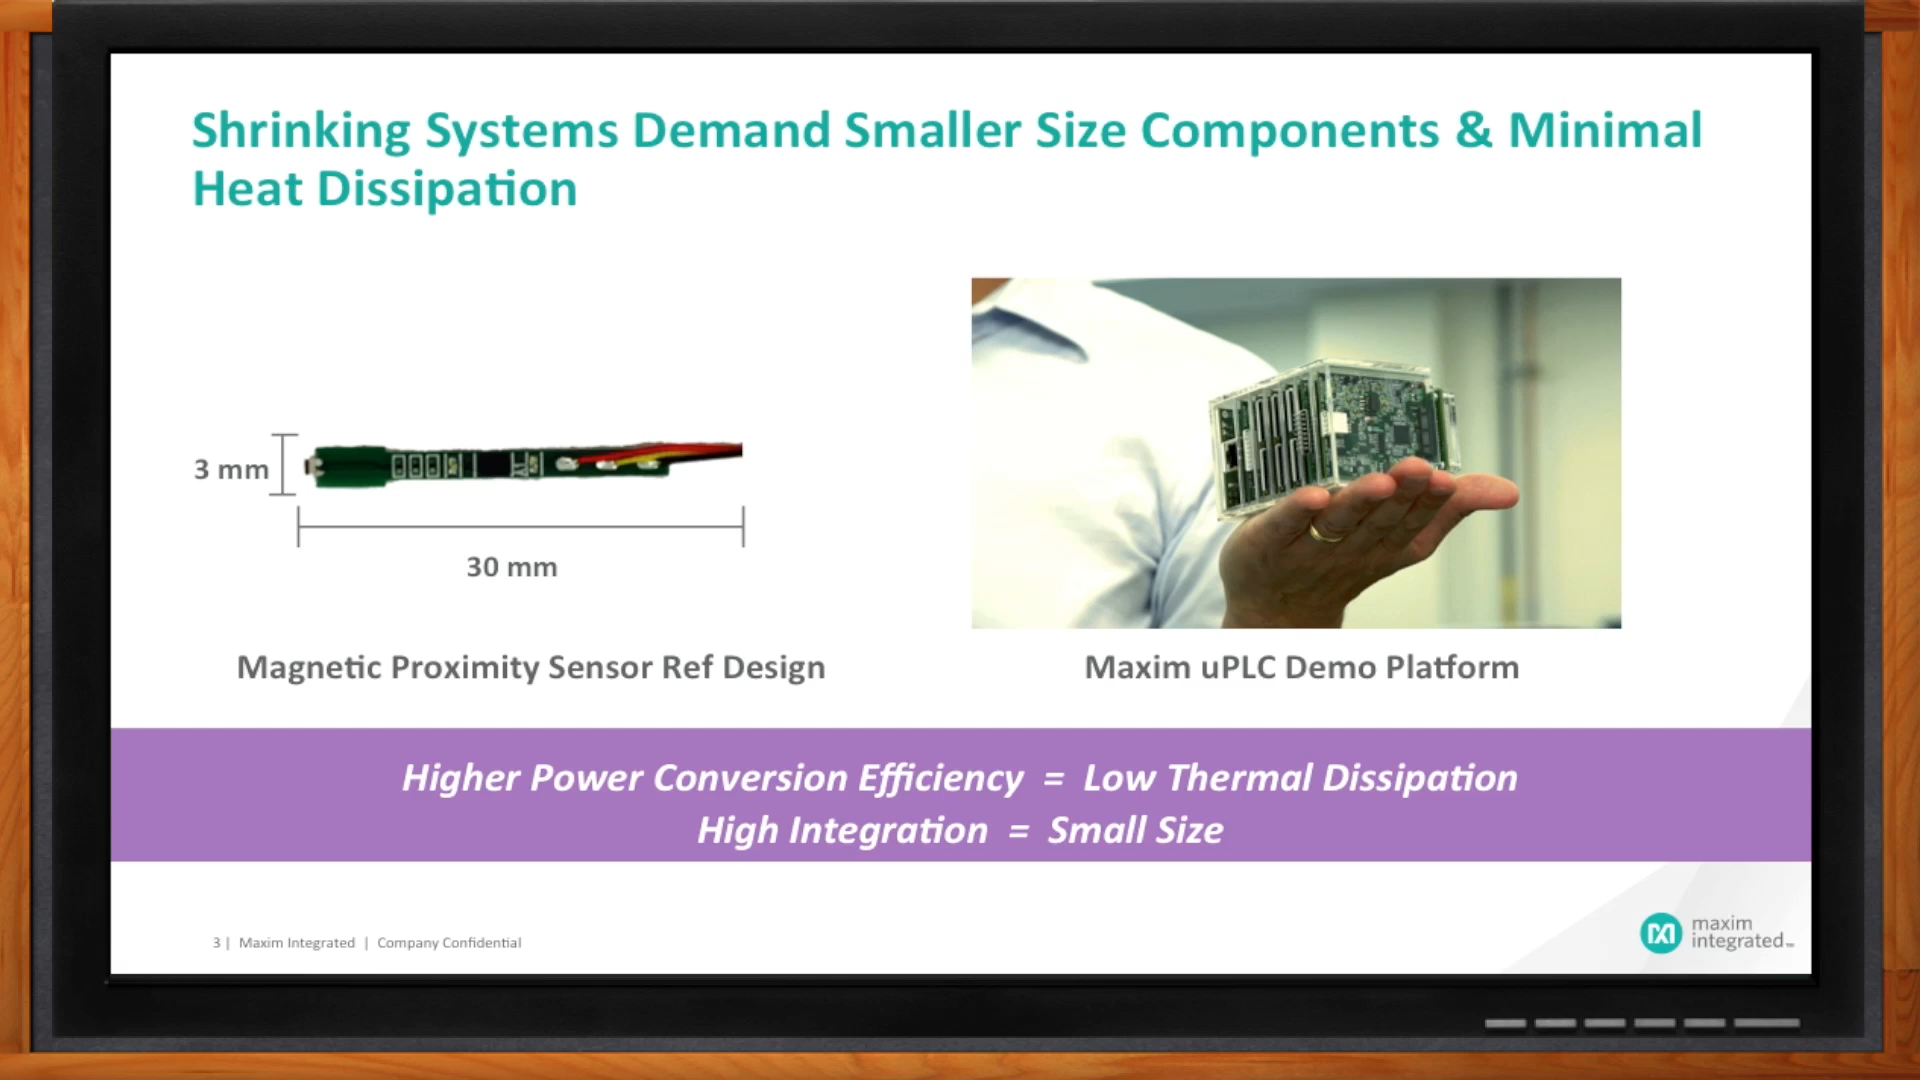 Shrinking Systems Demand Smaller Size Components & Minimal
Heat Dissipation
3 mm
30 mm
Magnetic Proximity Sensor Ref Design
Maxim uPLC Demo Platform
Higher Power Conversion Efficiency = Low Thermal Dissipation
High Integration = Small Size
3 | Maxim Integrated | Company Confidential
maxim
integrated™